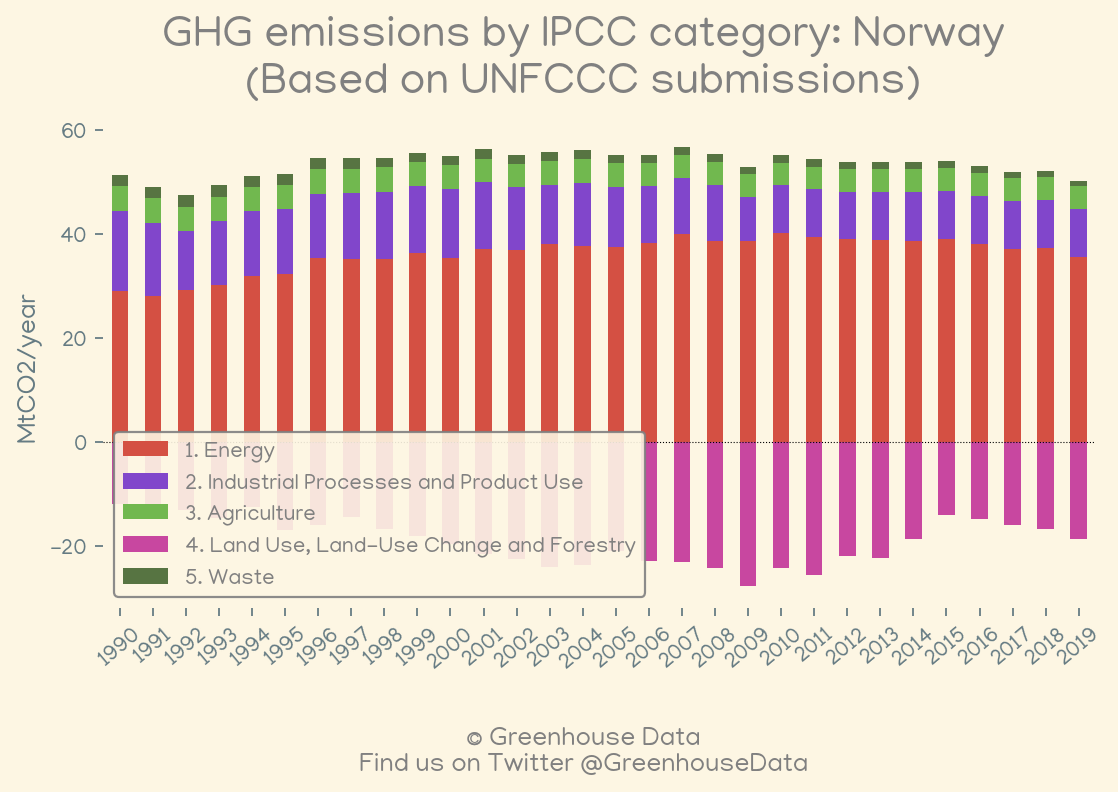 GHG emissions by IPCC category: Norway
(Based on UNFCCC submissions)
MtCO2/year
60
40
20
0
−20
1. Energy
2. Industrial Processes and Product Use
3. Agriculture
4. Land Use, Land-Use Change and Forestry
5. Waste
1990 1991 1992 1993 1994 1995 1996 1997 1998 1999 2000 2001 2002 2003 2004 2005 2006 2007 2008 2009 2010 2011 2012 2013 2014 2015 2016 2017 2018 2019
© Greenhouse Data
Find us on Twitter @GreenhouseData